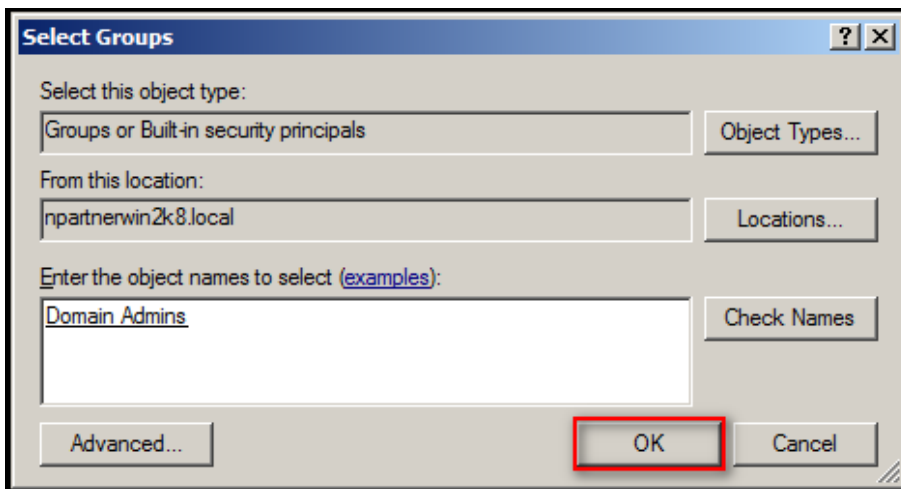 Select Groups
?
Select this object type:
Groups or Built-in security principals
Object Types...
From this location:
npartnerwin2k8.local
Locations...
Enter the object names to select (examples):
Domain Admins
Check Names
Advanced...
OK
Cancel